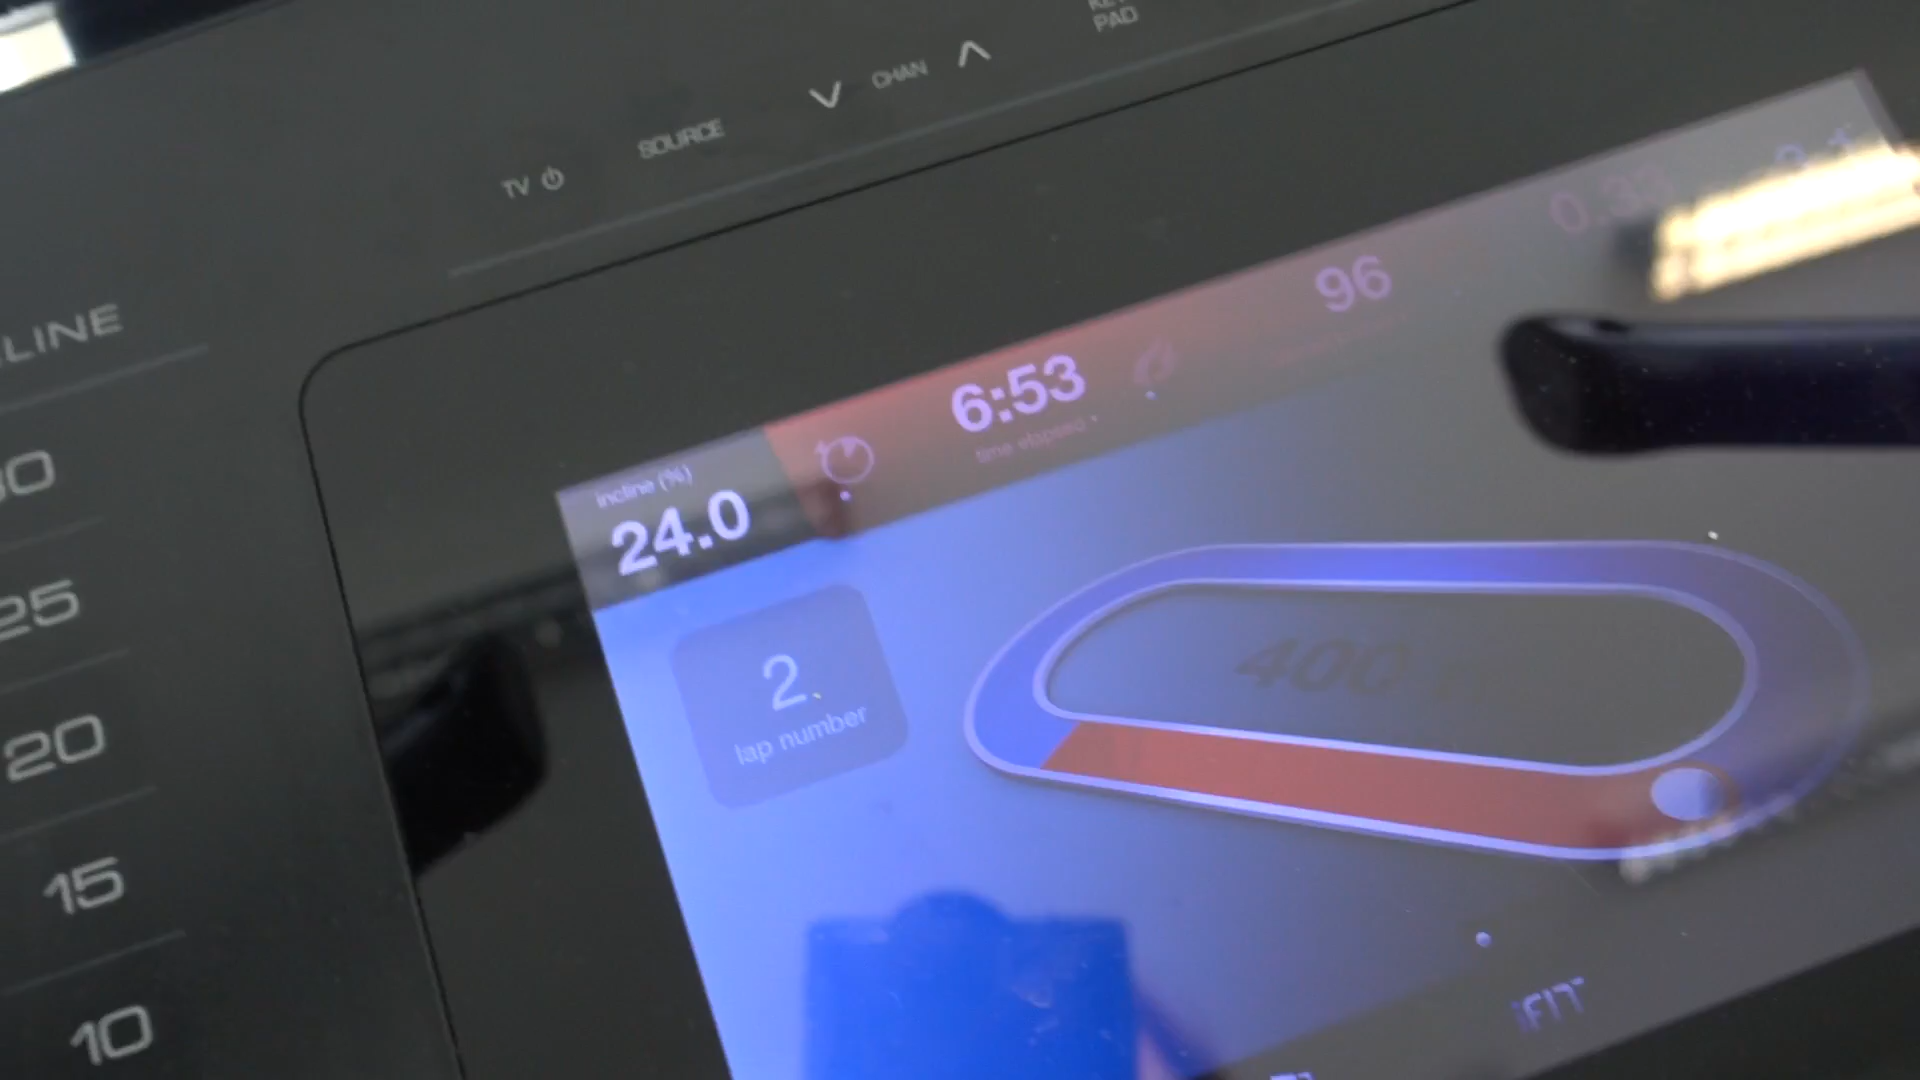 PAD
CHAN
SOURCE
TV
96
6:53
time elapsed
incline (%)
24.0
2
lap number
400
LINE
30
25
20
15
10
iFIT